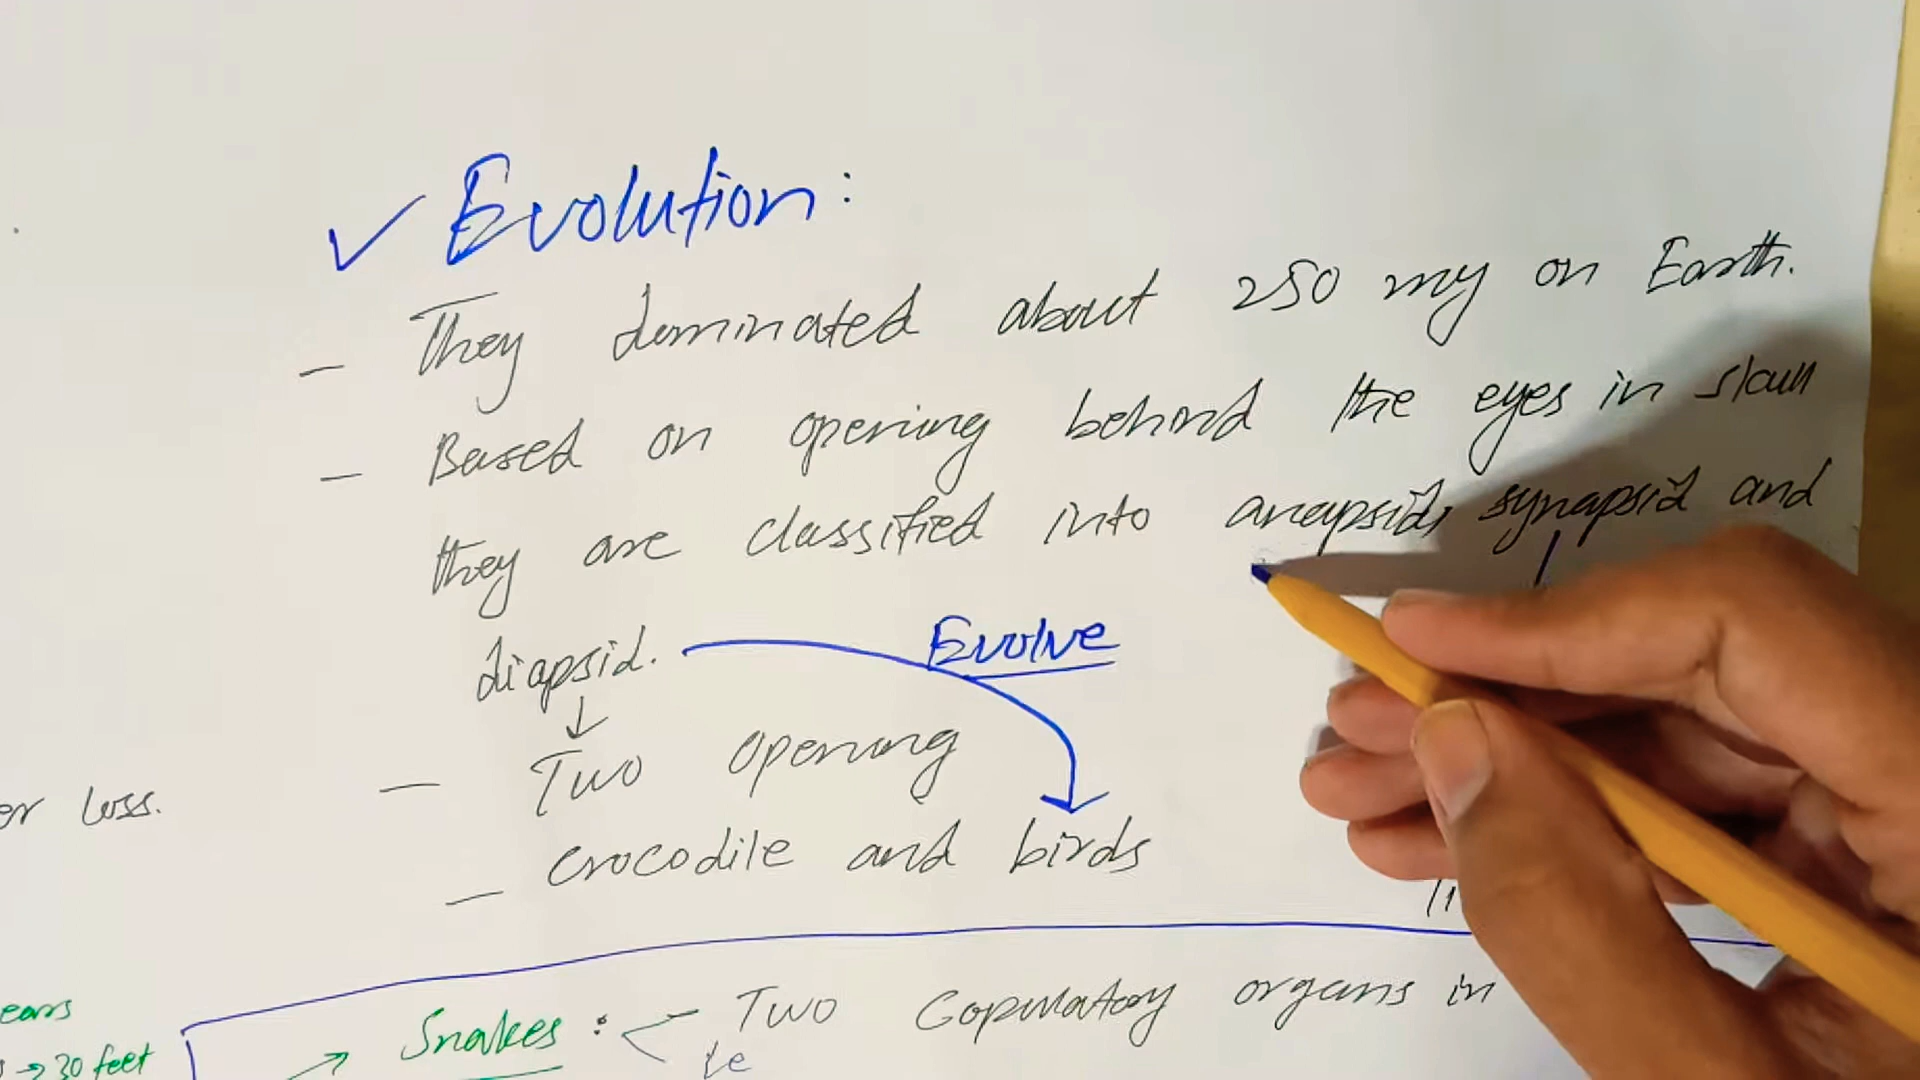 ✓ Evolution:
- They dominated about 250 my on Earth.
- Based on opening behind the eyes in skull
they are classified into anapsid, synapsid and
diapsid.
Evolve
↓
- Two opening
- crocodile and birds
er loss.
ears
→ 30 feet
→ Snakes : - Two Copulatory organs in